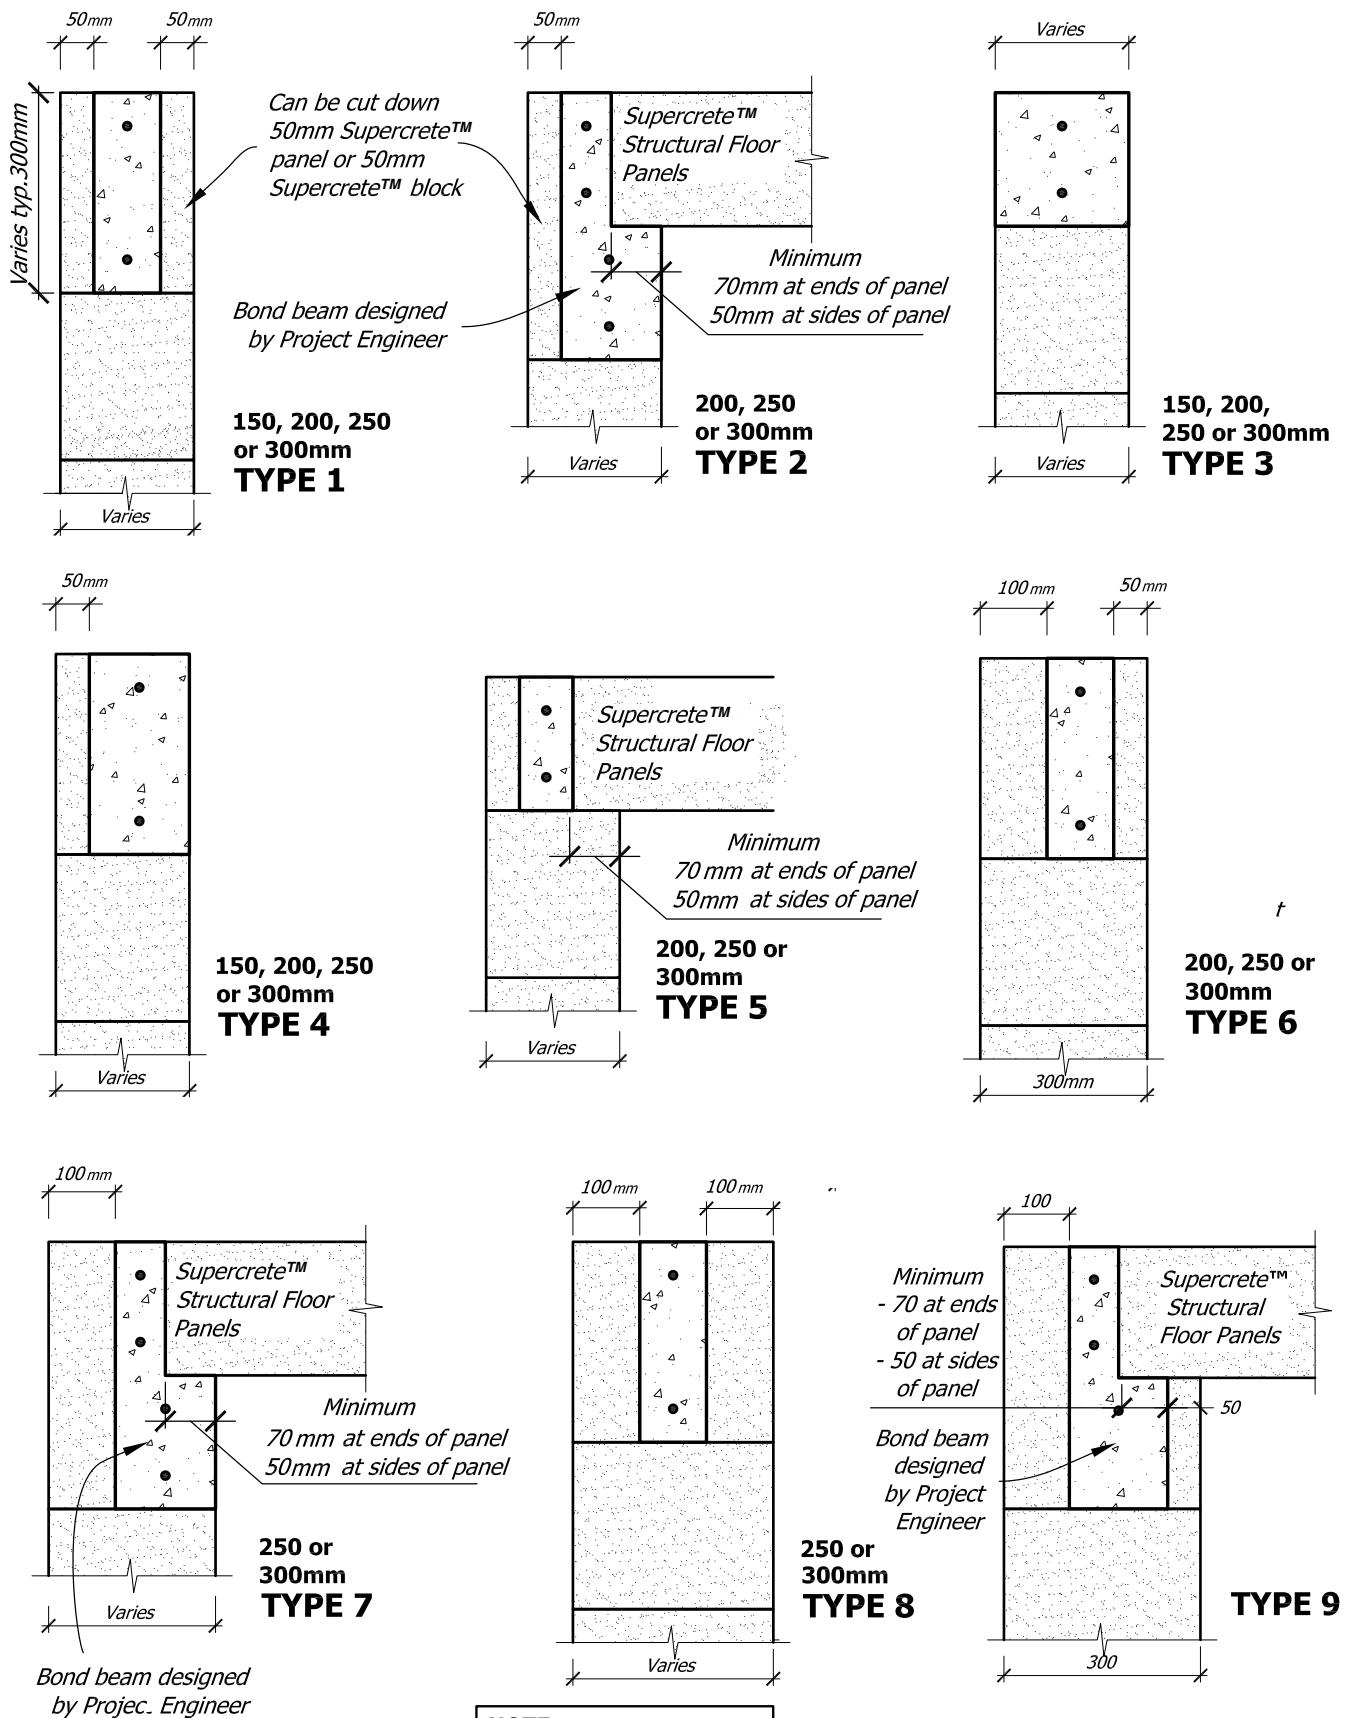 50mm
50mm
Varies typ.300mm
Can be cut down
50mm Supercrete™
panel or 50mm
Supercrete™ block
Bond beam designed
by Project Engineer
150, 200, 250
or 300mm
TYPE 1
Varies
50mm
Supercrete™
Structural Floor
Panels
Minimum
70mm at ends of panel
50mm at sides of panel
200, 250
or 300mm
TYPE 2
Varies
Varies
150, 200,
250 or 300mm
TYPE 3
Varies
50mm
150, 200, 250
or 300mm
TYPE 4
Varies
Supercrete™
Structural Floor
Panels
Minimum
70 mm at ends of panel
50mm at sides of panel
200, 250 or
300mm
TYPE 5
Varies
100 mm
50 mm
t
200, 250 or
300mm
TYPE 6
300mm
100 mm
Supercrete™
Structural Floor
Panels
Minimum
70 mm at ends of panel
50mm at sides of panel
250 or
300mm
TYPE 7
Varies
Bond beam designed
by Projec. Engineer
100 mm
100 mm
250 or
300mm
TYPE 8
Varies
100
Minimum
- 70 at ends
of panel
- 50 at sides
of panel
Supercrete™
Structural
Floor Panels
50
Bond beam
designed
by Project
Engineer
TYPE 9
300